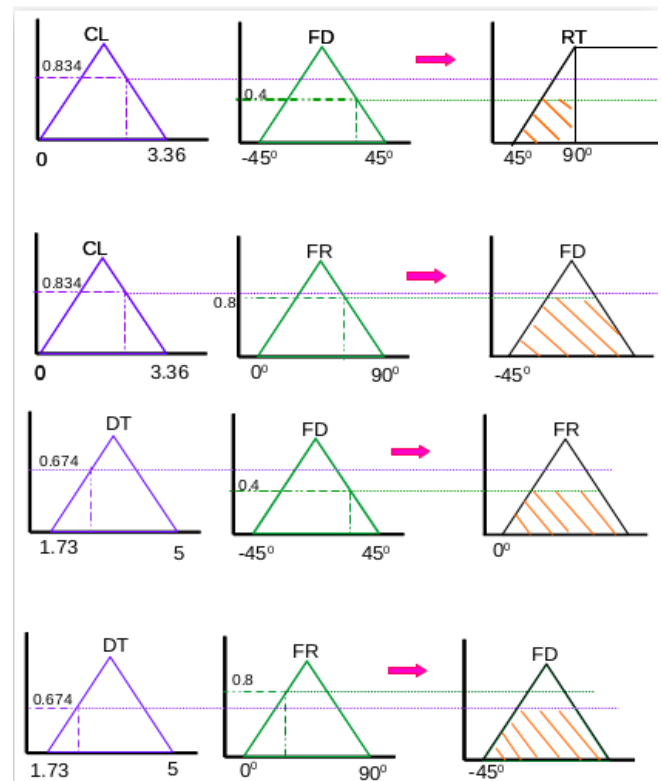 CL FD RT
0.834 0.4
0 3.36 -45⁰ 45⁰ 45⁰ 90⁰
CL FR FD
0.834 0.8
0 3.36 0⁰ 90⁰ -45⁰
DT FD FR
0.674 0.4
1.73 5 -45⁰ 45⁰ 0⁰
DT FR FD
0.674 0.8
1.73 5 0⁰ 90⁰ -45⁰